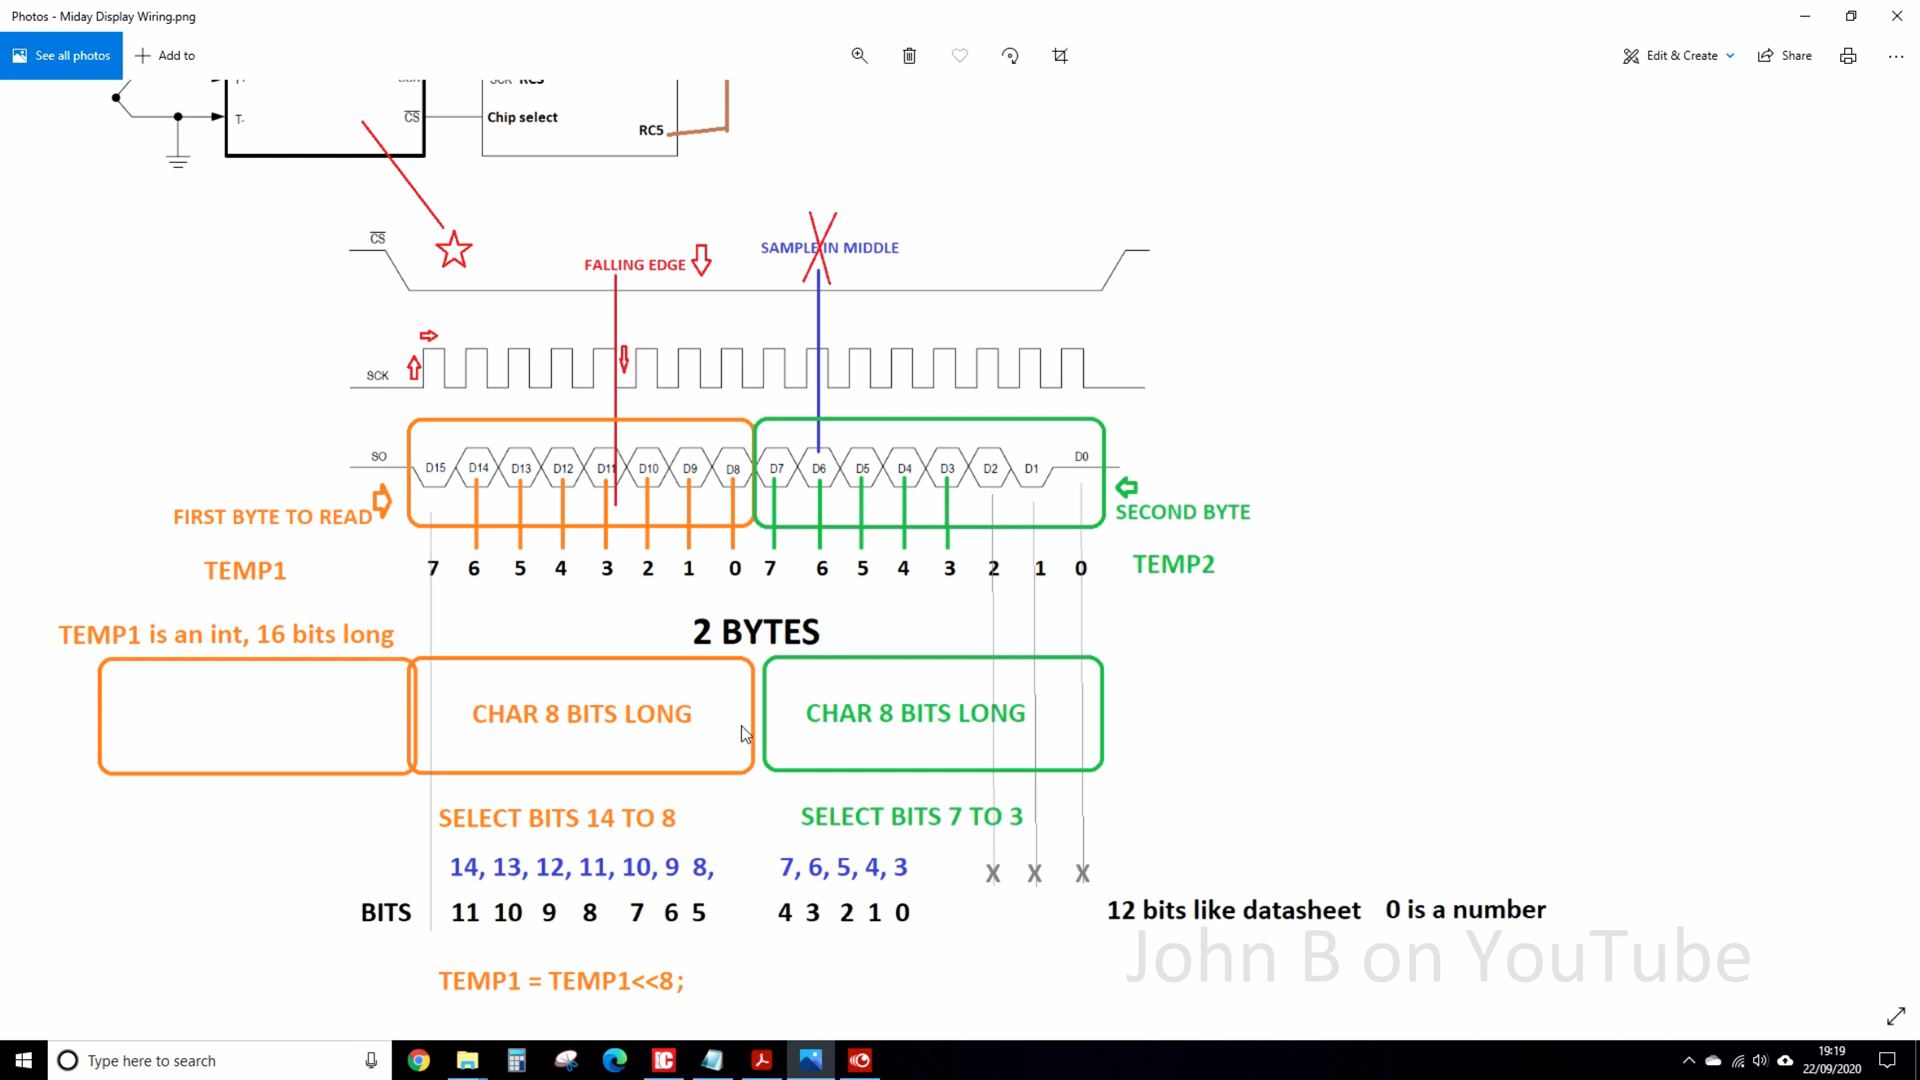 Photos - Miday Display Wiring.png
See all photos
Add to
Edit & Create
Share
T-
CS
Chip select
RC5
CS
FALLING EDGE
SAMPLE IN MIDDLE
SCK
SO D15 D14 D13 D12 D11 D10 D9 D8 D7 D6 D5 D4 D3 D2 D1 D0
FIRST BYTE TO READ
SECOND BYTE
TEMP1 7 6 5 4 3 2 1 0 7 6 5 4 3 2 1 0 TEMP2
TEMP1 is an int, 16 bits long
2 BYTES
CHAR 8 BITS LONG
CHAR 8 BITS LONG
SELECT BITS 14 TO 8
SELECT BITS 7 TO 3
14, 13, 12, 11, 10, 9 8,
7, 6, 5, 4, 3
X X X
BITS 11 10 9 8 7 6 5 4 3 2 1 0
12 bits like datasheet 0 is a number
John B on YouTube
TEMP1 = TEMP1<<8;
Type here to search
19:19
22/09/2020